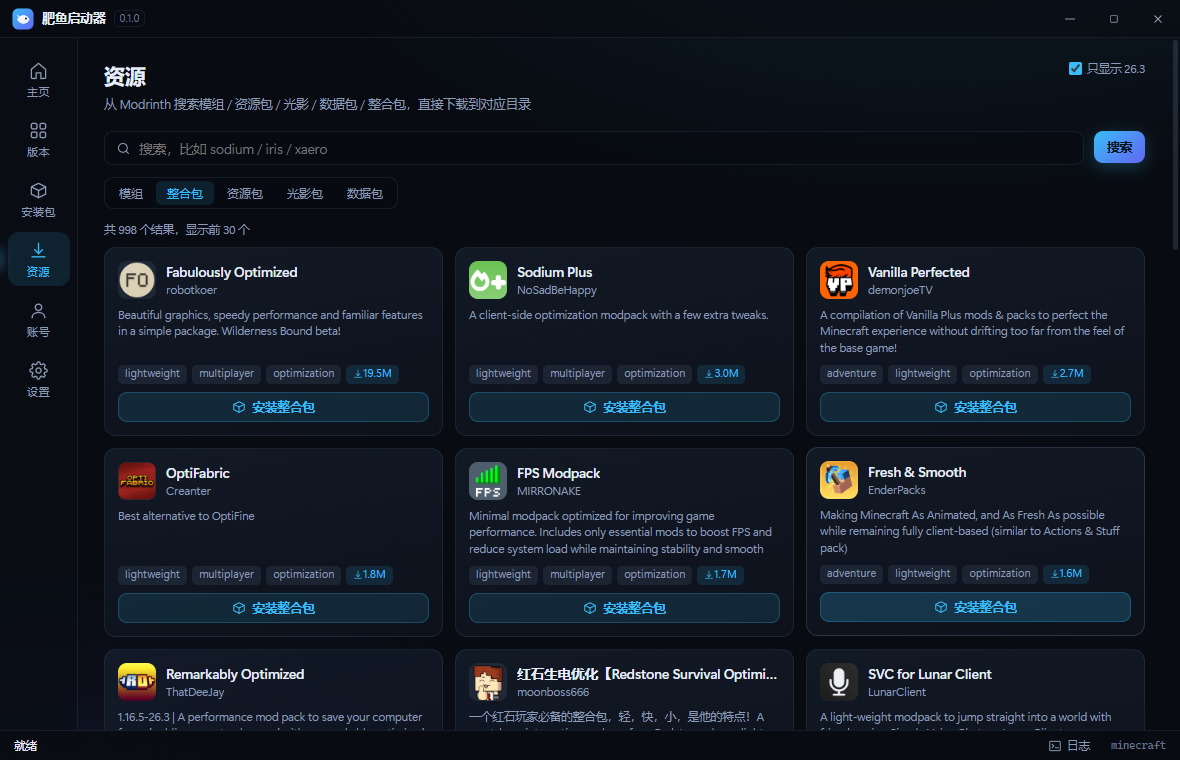 肥鱼启动器 0.1.0
主页
版本
安装包
资源
账号
设置
资源
只显示 26.3
从 Modrinth 搜索模组 / 资源包 / 光影 / 数据包 / 整合包，直接下载到对应目录
搜索，比如 sodium / iris / xaero
搜索
模组 整合包 资源包 光影包 数据包
共 998 个结果，显示前 30 个
FO
Fabulously Optimized
robotkoer
Beautiful graphics, speedy performance and familiar features
in a simple package. Wilderness Bound beta!
lightweight multiplayer optimization 19.5M
安装整合包
Sodium Plus
NoSadBeHappy
A client-side optimization modpack with a few extra tweaks.
lightweight multiplayer optimization 3.0M
安装整合包
VP
Vanilla Perfected
demonjoeTV
A compilation of Vanilla Plus mods & packs to perfect the
Minecraft experience without drifting too far from the feel of
the base game!
adventure lightweight optimization 2.7M
安装整合包
OPTI
FABRIC
OptiFabric
Creanter
Best alternative to OptiFine
lightweight multiplayer optimization 1.8M
安装整合包
FPS
FPS Modpack
MIRRONAKE
Minimal modpack optimized for improving game
performance. Includes only essential mods to boost FPS and
reduce system load while maintaining stability and smooth
lightweight multiplayer optimization 1.7M
安装整合包
Fresh & Smooth
EnderPacks
Making Minecraft As Animated, and As Fresh As possible
while remaining fully client-based (similar to Actions & Stuff
pack)
adventure lightweight optimization 1.6M
安装整合包
Remarkably Optimized
ThatDeeJay
1.16.5-26.3 | A performance mod pack to save your computer
红石生电优化【Redstone Survival Optimi...
moonboss666
一个红石玩家必备的整合包，轻，快，小，是他的特点！A
SVC for Lunar Client
LunarClient
A light-weight modpack to jump straight into a world with
就绪
日志 minecraft